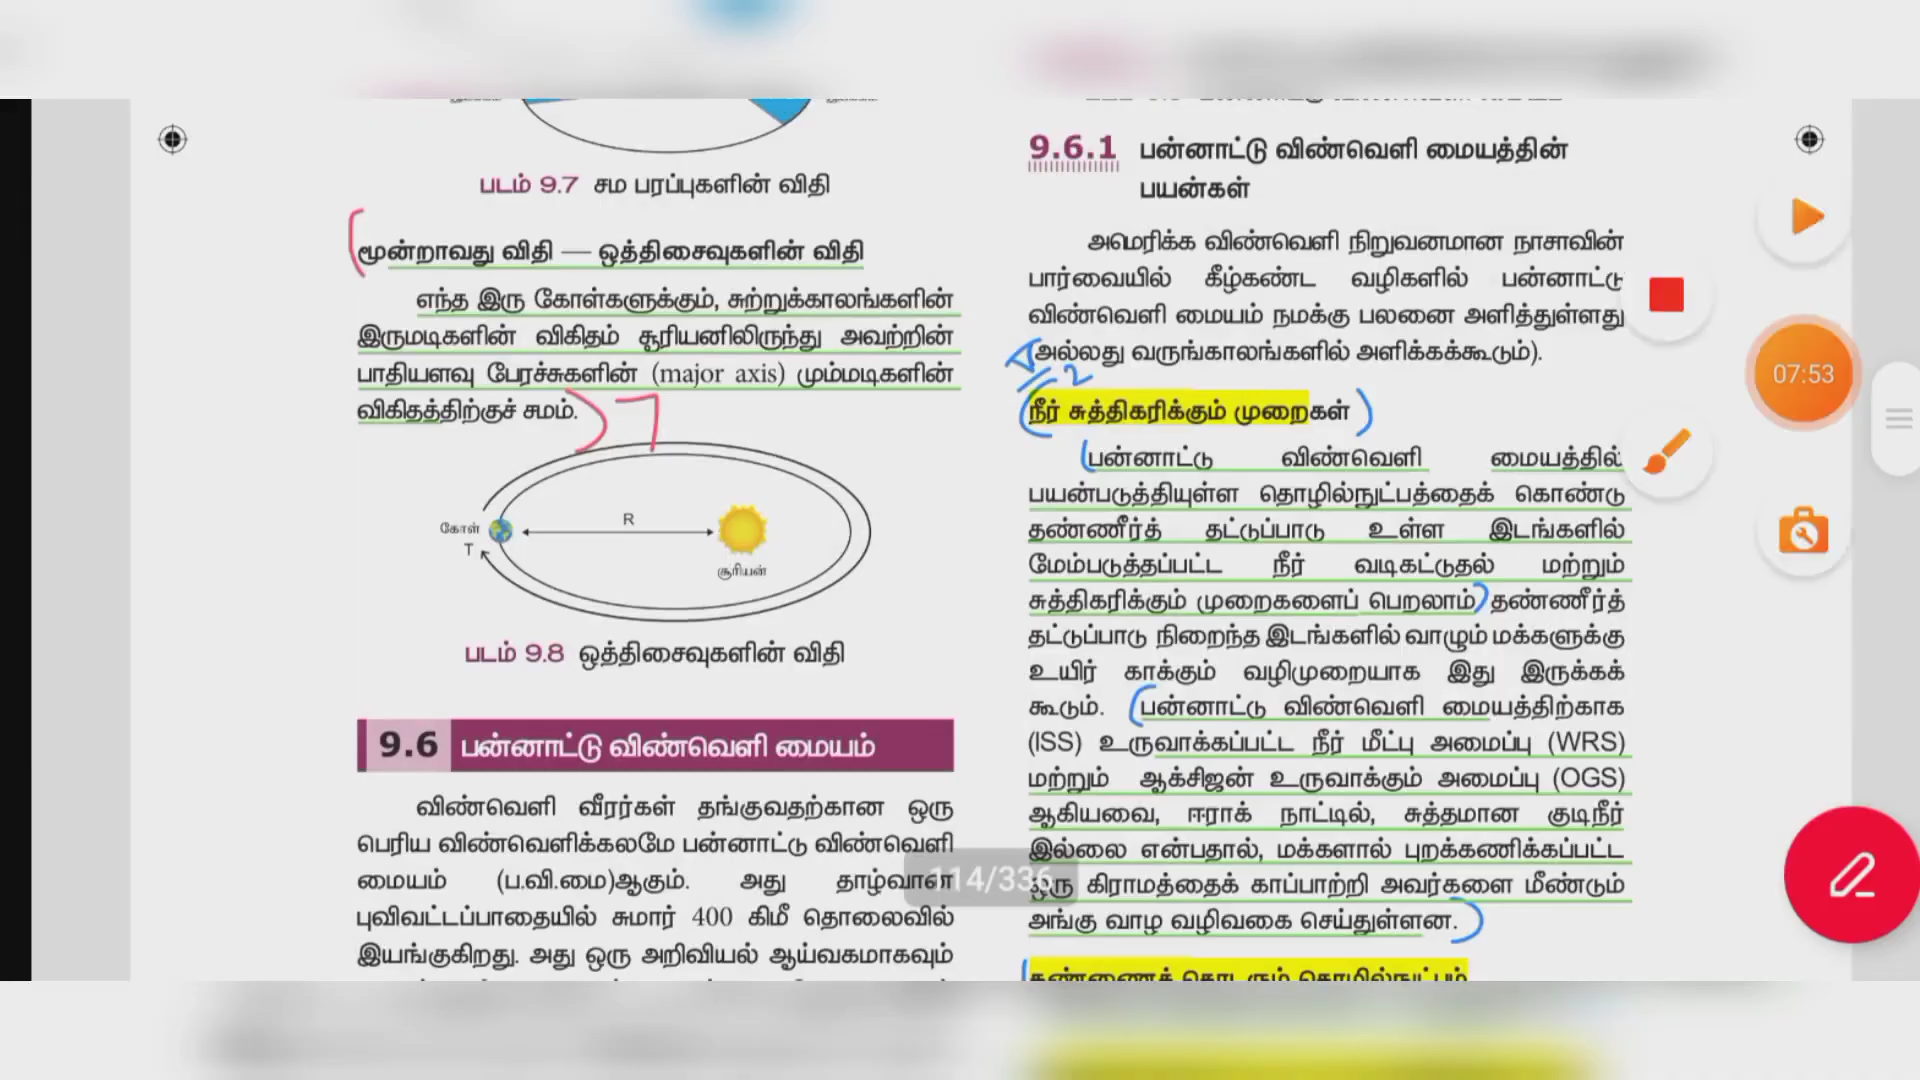 படம் 9.7 சம பரப்புகளின் விதி
மூன்றாவது விதி — ஒத்திசைவுகளின் விதி
எந்த இரு கோள்களுக்கும், சுற்றுக்காலங்களின்
இருமடிகளின் விகிதம் சூரியனிலிருந்து அவற்றின்
பாதியளவு பேரச்சுகளின் (major axis) மும்மடிகளின்
விகிதத்திற்குச் சமம்.
கோள்
T
R
சூரியன்
படம் 9.8 ஒத்திசைவுகளின் விதி
9.6 பன்னாட்டு விண்வெளி மையம்
விண்வெளி வீரர்கள் தங்குவதற்கான ஒரு
பெரிய விண்வெளிக்கலமே பன்னாட்டு விண்வெளி
மையம் (ப.வி.மை)ஆகும். அது தாழ்வான
புவிவட்டப்பாதையில் சுமார் 400 கிமீ தொலைவில்
இயங்குகிறது. அது ஒரு அறிவியல் ஆய்வகமாகவும்
9.6.1 பன்னாட்டு விண்வெளி மையத்தின்
பயன்கள்
அமெரிக்க விண்வெளி நிறுவனமான நாசாவின்
பார்வையில் கீழ்கண்ட வழிகளில் பன்னாட்டு
விண்வெளி மையம் நமக்கு பலனை அளித்துள்ளது
(அல்லது வருங்காலங்களில் அளிக்கக்கூடும்).
2
நீர் சுத்திகரிக்கும் முறைகள்
பன்னாட்டு விண்வெளி மையத்தில்
பயன்படுத்தியுள்ள தொழில்நுட்பத்தைக் கொண்டு
தண்ணீர்த் தட்டுப்பாடு உள்ள இடங்களில்
மேம்படுத்தப்பட்ட நீர் வடிகட்டுதல் மற்றும்
சுத்திகரிக்கும் முறைகளைப் பெறலாம். தண்ணீர்த்
தட்டுப்பாடு நிறைந்த இடங்களில் வாழும் மக்களுக்கு
உயிர் காக்கும் வழிமுறையாக இது இருக்கக்
கூடும். பன்னாட்டு விண்வெளி மையத்திற்காக
(ISS) உருவாக்கப்பட்ட நீர் மீட்பு அமைப்பு (WRS)
மற்றும் ஆக்சிஜன் உருவாக்கும் அமைப்பு (OGS)
ஆகியவை, ஈராக் நாட்டில், சுத்தமான குடிநீர்
இல்லை என்பதால், மக்களால் புறக்கணிக்கப்பட்ட
ஒரு கிராமத்தைக் காப்பாற்றி அவர்களை மீண்டும்
அங்கு வாழ வழிவகை செய்துள்ளன.
114/336
07:53